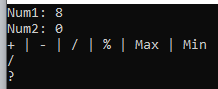 Num1: 8
Num2: 0
+ | - | / | % | Max | Min
/
?